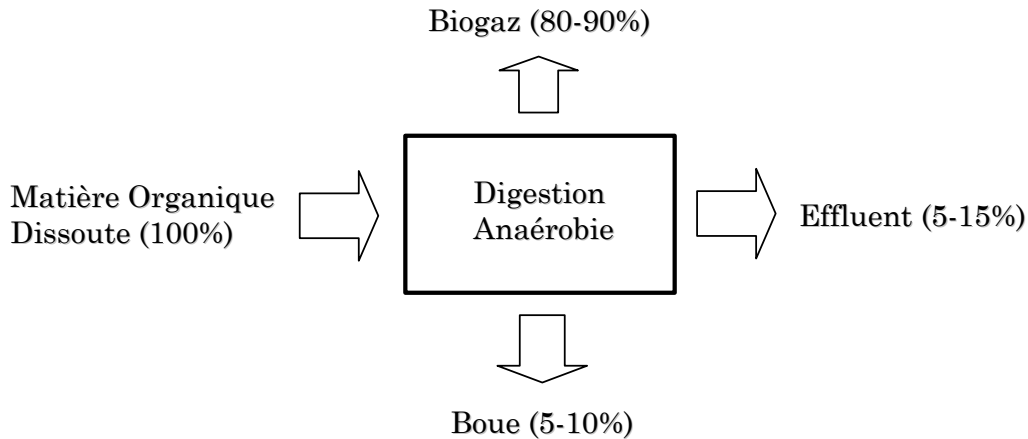 Biogaz (80-90%)
Matière Organique
Dissoute (100%)
Digestion
Anaérobie
Effluent (5-15%)
Boue (5-10%)